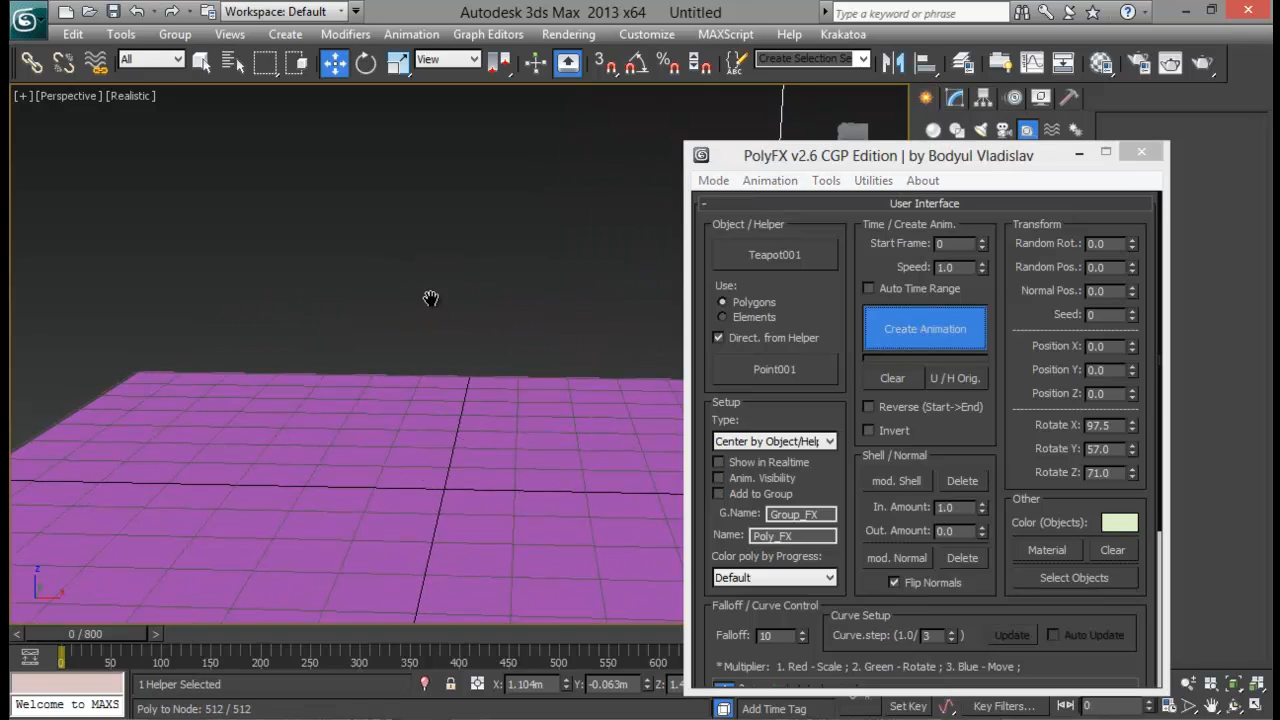 Workspace: Default
Autodesk 3ds Max 2013 x64 Untitled
Type a keyword or phrase
Edit Tools Group Views Create Modifiers Animation Graph Editors Rendering Customize MAXScript Help Krakatoa
All
View
Create Selection Se
[+] [Perspective] [Realistic]
PolyFX v2.6 CGP Edition | by Bodyul Vladislav
Mode Animation Tools Utilities About
- User Interface
Object / Helper
Teapot001
Use:
Polygons
Elements
Direct. from Helper
Point001
Setup
Type:
Center by Object/Help
Show in Realtime
Anim. Visibility
Add to Group
G.Name: Group_FX
Name: Poly_FX
Color poly by Progress:
Default
Time / Create Anim.
Start Frame: 0
Speed: 1.0
Auto Time Range
Create Animation
Clear U / H Orig.
Reverse (Start->End)
Invert
Shell / Normal
mod. Shell Delete
In. Amount: 1.0
Out. Amount: 0.0
mod. Normal Delete
Flip Normals
Transform
Random Rot.: 0.0
Random Pos.: 0.0
Normal Pos.: 0.0
Seed: 0
Position X: 0.0
Position Y: 0.0
Position Z: 0.0
Rotate X: 97.5
Rotate Y: 57.0
Rotate Z: 71.0
Other
Color (Objects):
Material Clear
Select Objects
Falloff / Curve Control
Falloff: 10
Curve Setup
Curve.step: (1.0/ 3 ) Update Auto Update
*Multiplier: 1. Red - Scale ; 2. Green - Rotate ; 3. Blue - Move ;
z
x
< 0 / 800 >
0 50 100 150 200 250 300 350 400 450 500 550 600
1 Helper Selected
X: 1.104m Y: -0.063m Z:
Welcome to MAXS
Poly to Node: 512 / 512
Add Time Tag
Set Key Key Filters... 0